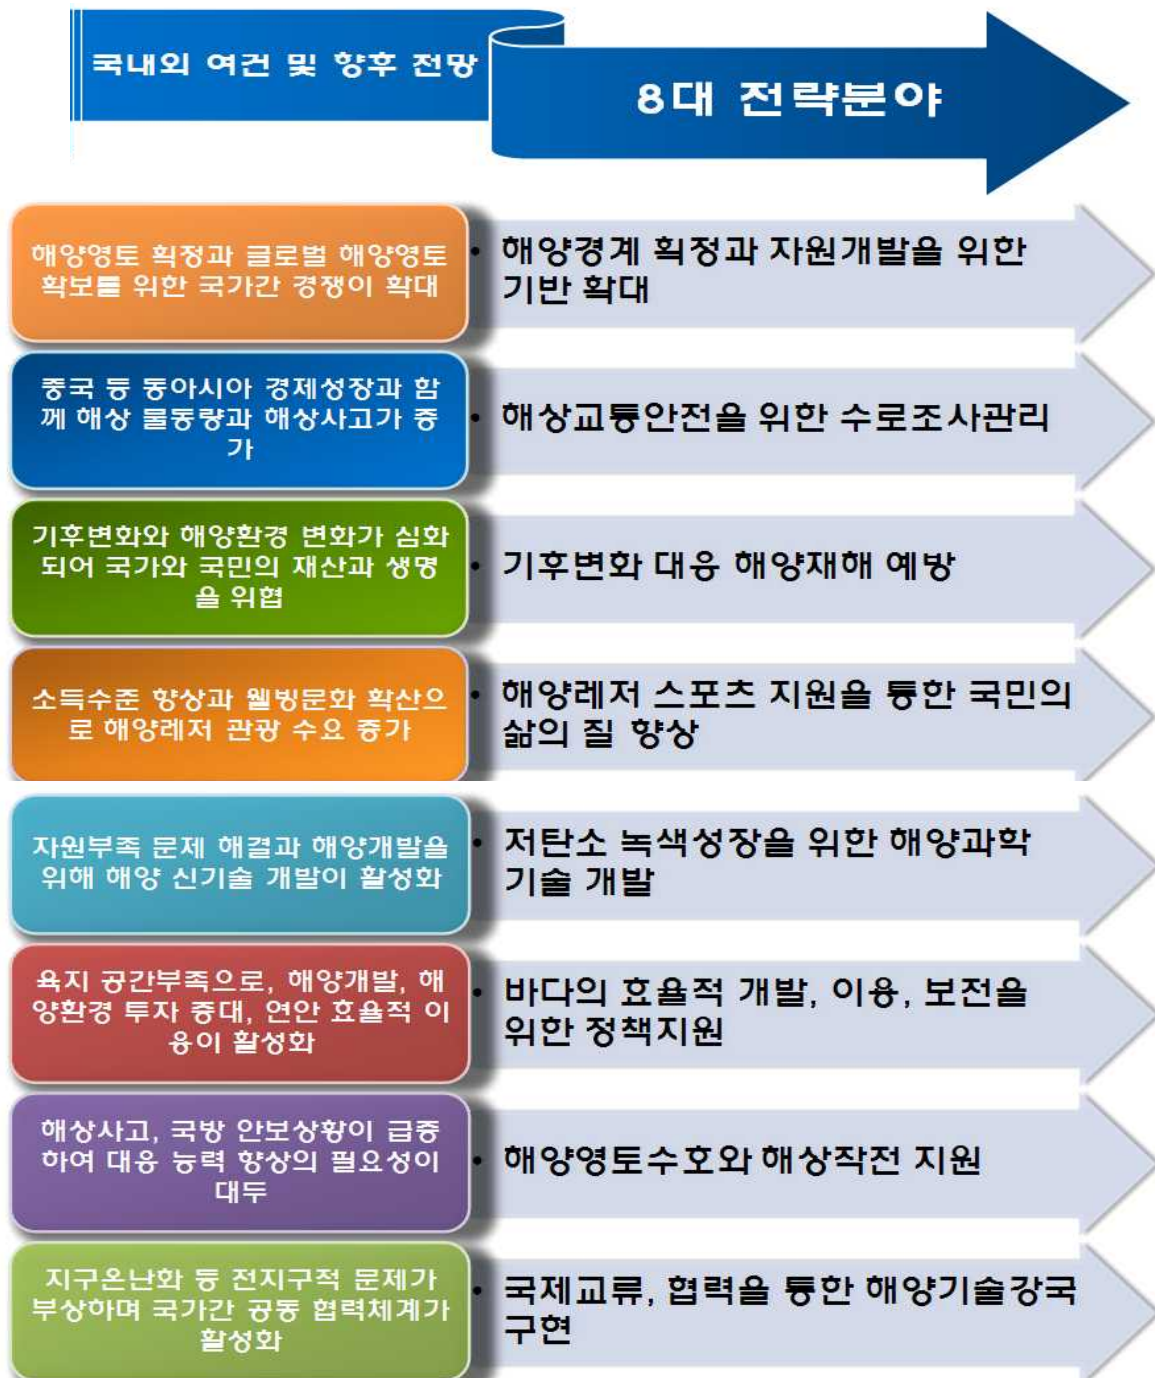 국내외 여건 및 향후 전망
8대 전략분야
해양영토 획정과 글로벌 해양영토
확보를 위한 국가간 경쟁이 확대
• 해양경계 획정과 자원개발을 위한
기반 확대
중국 등 동아시아 경제성장과 함
께 해상 물동량과 해상사고가 증
가
• 해상교통안전을 위한 수로조사관리
기후변화와 해양환경 변화가 심화
되어 국가와 국민의 재산과 생명
을 위협
• 기후변화 대응 해양재해 예방
소득수준 향상과 웰빙문화 확산으
로 해양레저 관광 수요 증가
• 해양레저 스포츠 지원을 통한 국민의
삶의 질 향상
자원부족 문제 해결과 해양개발을
위해 해양 신기술 개발이 활성화
• 저탄소 녹색성장을 위한 해양과학
기술 개발
육지 공간부족으로, 해양개발, 해
양환경 투자 증대, 연안 효율적 이
용이 활성화
• 바다의 효율적 개발, 이용, 보전을
위한 정책지원
해상사고, 국방 안보상황이 급증
하여 대응 능력 향상의 필요성이
대두
• 해양영토수호와 해상작전 지원
지구온난화 등 전지구적 문제가
부상하며 국가간 공동 협력체계가
활성화
• 국제교류, 협력을 통한 해양기술강국
구현